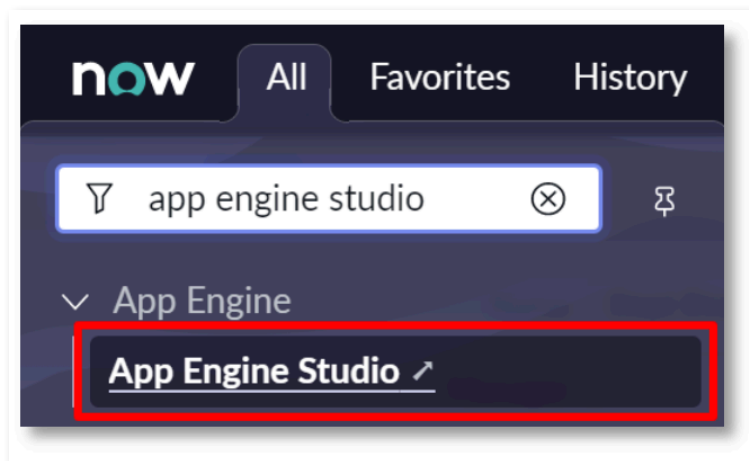 now All Favorites History
app engine studio
App Engine
App Engine Studio